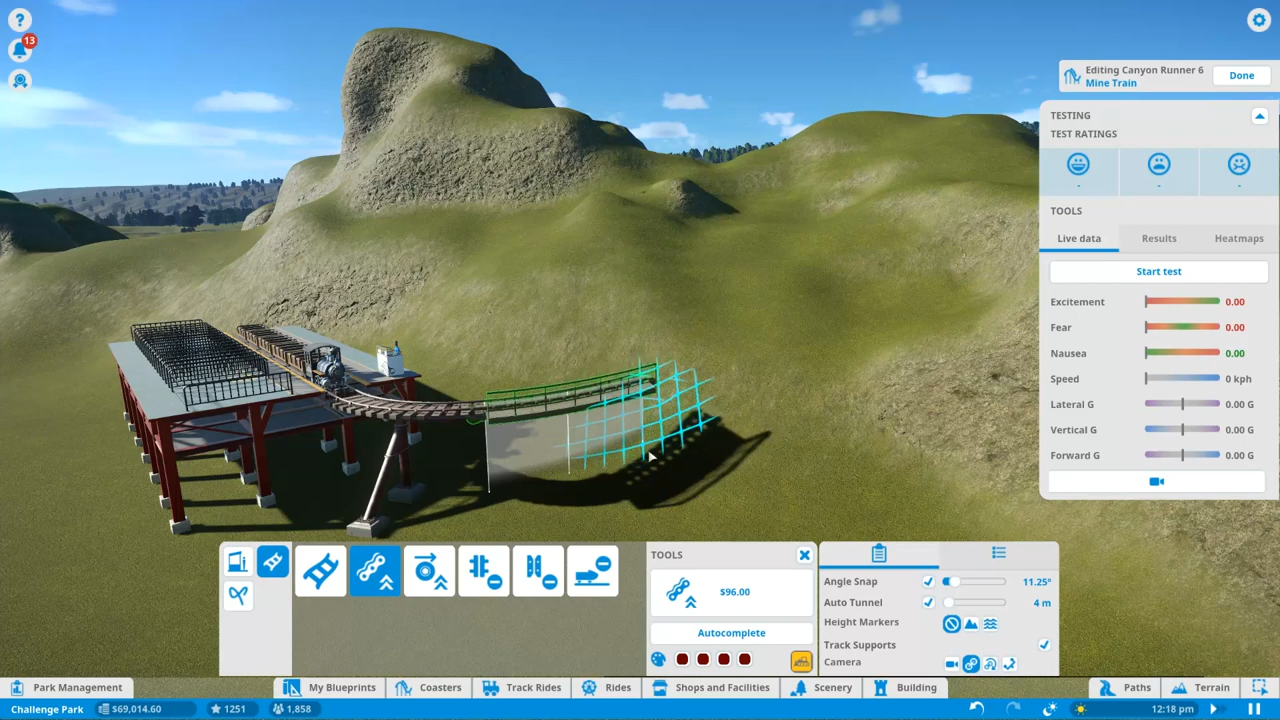 ?
13
Editing Canyon Runner 6
Mine Train
Done
TESTING
TEST RATINGS
-
-
-
TOOLS
Live data
Results
Heatmaps
Start test
Excitement 0.00
Fear 0.00
Nausea 0.00
Speed 0 kph
Lateral G 0.00 G
Vertical G 0.00 G
Forward G 0.00 G
TOOLS
$96.00
Autocomplete
Angle Snap 11.25°
Auto Tunnel 4 m
Height Markers
Track Supports
Camera
Park Management
My Blueprints
Coasters
Track Rides
Rides
Shops and Facilities
Scenery
Building
Paths
Terrain
Challenge Park
$69,014.60
1251
1,858
12:18 pm